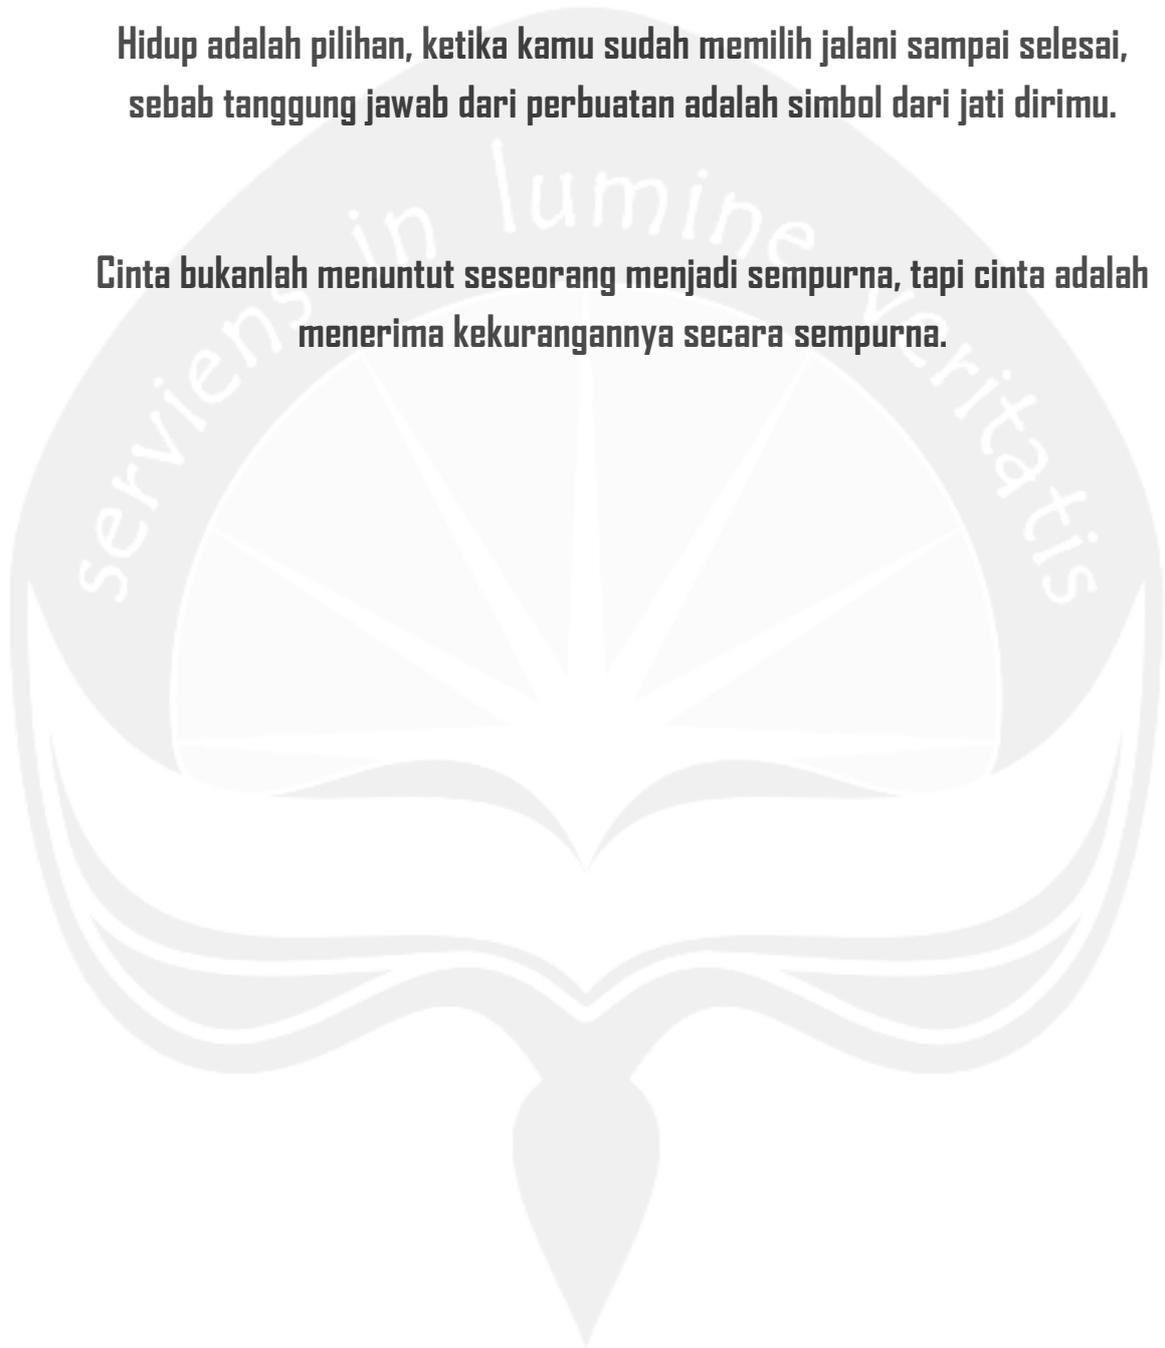 Hidup adalah pilihan, ketika kamu sudah memilih jalani sampai selesai,
sebab tanggung jawab dari perbuatan adalah simbol dari jati dirimu.
serviens in lumine veritatis
Cinta bukanlah menuntut seseorang menjadi sempurna, tapi cinta adalah
menerima kekurangannya secara sempurna.